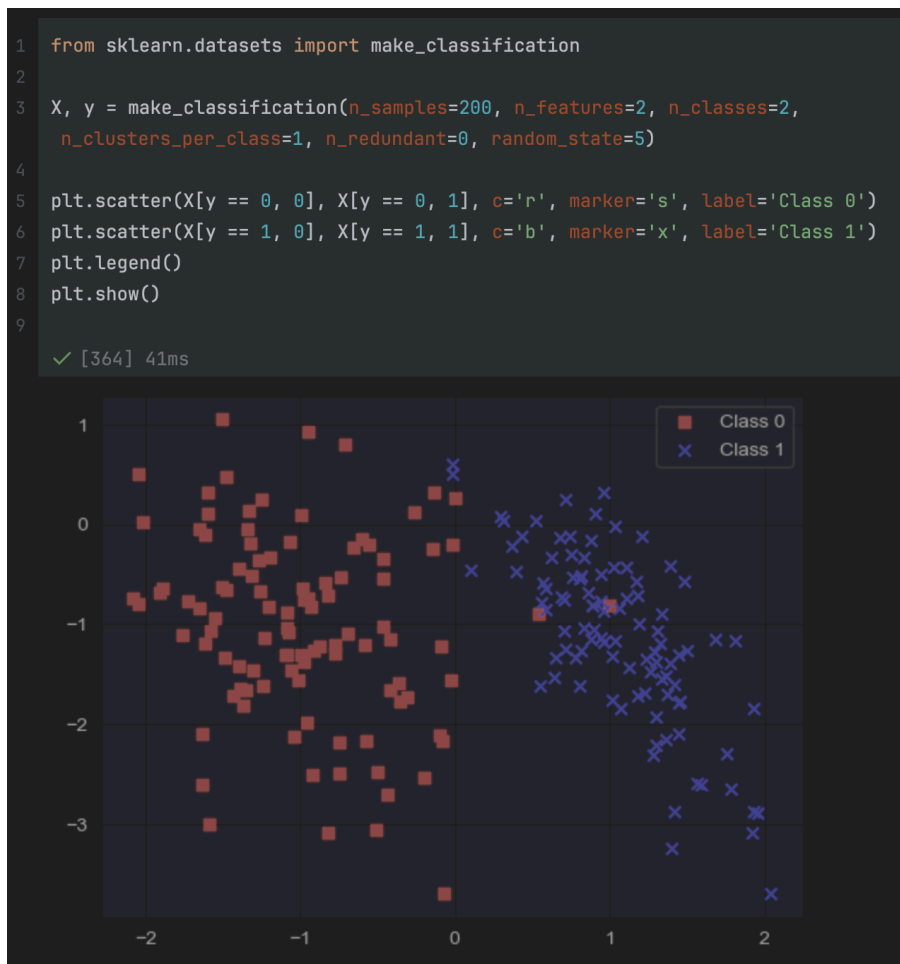 1 from sklearn.datasets import make_classification
2
3 X, y = make_classification(n_samples=200, n_features=2, n_classes=2,
n_clusters_per_class=1, n_redundant=0, random_state=5)
4
5 plt.scatter(X[y == 0, 0], X[y == 0, 1], c='r', marker='s', label='Class 0')
6 plt.scatter(X[y == 1, 0], X[y == 1, 1], c='b', marker='x', label='Class 1')
7 plt.legend()
8 plt.show()
9
✓ [364] 41ms
Class 0
Class 1
1
0
−1
−2
−3
−2 −1 0 1 2